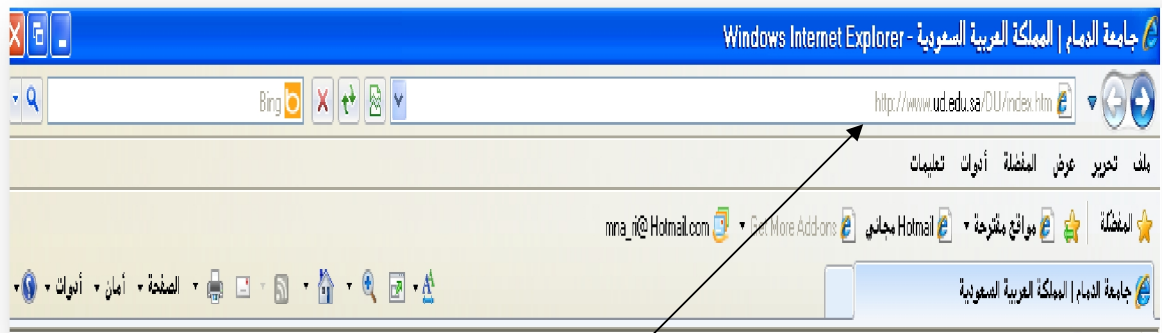 جامعة الدمام | المملكة العربية السعودية - Windows Internet Explorer
http://www.ud.edu.sa/DU/index.htm Bing
ملف تحرير عرض المفضلة أدوات تعليمات
المفضلة مواقع مقترحة Hotmail مجاني Get More Add-ons mna_ri@Hotmail.com
جامعة الدمام | المملكة العربية السعودية الصفحة أمان أدوات